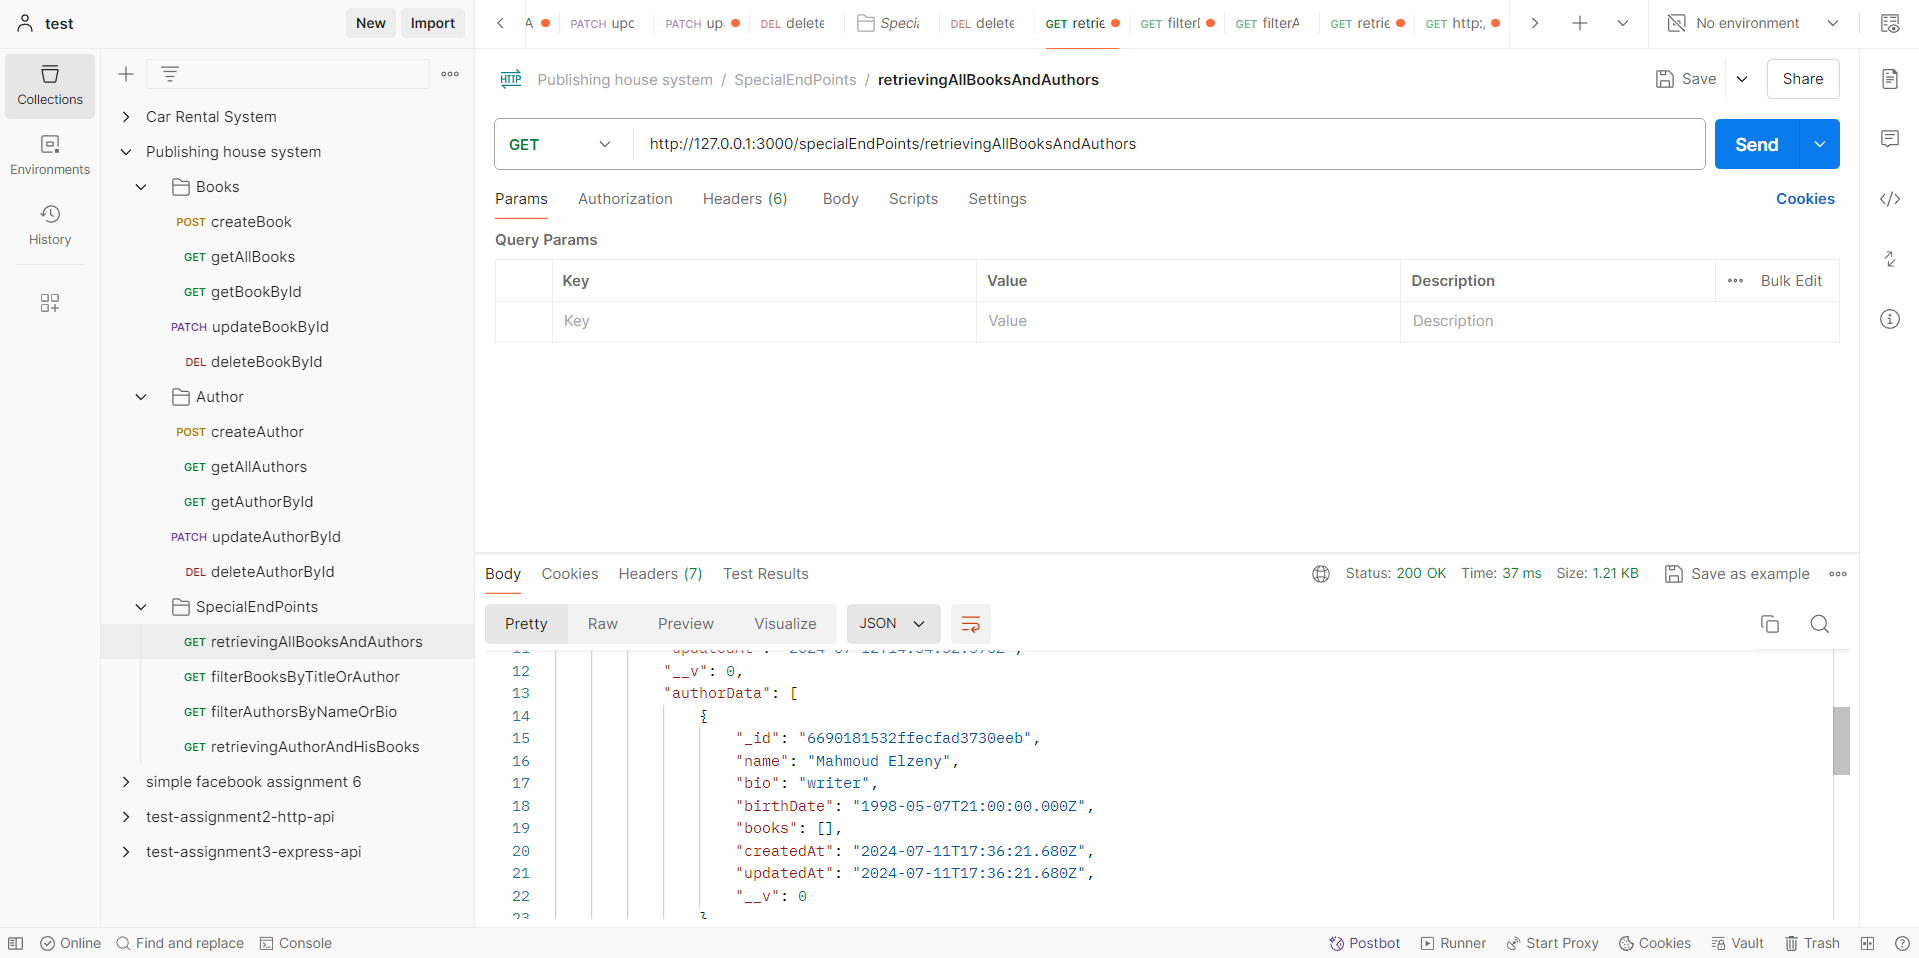 test
New
Import
A
PATCH upc
PATCH up
DEL delete
Specia
DEL delete
GET retrie
GET filterl
GET filterA
GET retrie
GET http:/
No environment
Collections
Environments
History
Car Rental System
Publishing house system
Books
POST createBook
GET getAllBooks
GET getBookById
PATCH updateBookById
DEL deleteBookById
Author
POST createAuthor
GET getAllAuthors
GET getAuthorById
PATCH updateAuthorById
DEL deleteAuthorById
SpecialEndPoints
GET retrievingAllBooksAndAuthors
GET filterBooksByTitleOrAuthor
GET filterAuthorsByNameOrBio
GET retrievingAuthorAndHisBooks
simple facebook assignment 6
test-assignment2-http-api
test-assignment3-express-api
HTTP Publishing house system / SpecialEndPoints / retrievingAllBooksAndAuthors
Save
Share
GET http://127.0.0.1:3000/specialEndPoints/retrievingAllBooksAndAuthors
Send
Params Authorization Headers (6) Body Scripts Settings
Cookies
Query Params
Key Value Description Bulk Edit
Key Value Description
Body Cookies Headers (7) Test Results
Status: 200 OK Time: 37 ms Size: 1.21 KB Save as example
Pretty Raw Preview Visualize JSON
12 "__v": 0,
13 "authorData": [
14 {
15 "_id": "6690181532ffecfad3730eeb",
16 "name": "Mahmoud Elzeny",
17 "bio": "writer",
18 "birthDate": "1998-05-07T21:00:00.000Z",
19 "books": [],
20 "createdAt": "2024-07-11T17:36:21.680Z",
21 "updatedAt": "2024-07-11T17:36:21.680Z",
22 "__v": 0
23 }
Online Find and replace Console
Postbot Runner Start Proxy Cookies Vault Trash